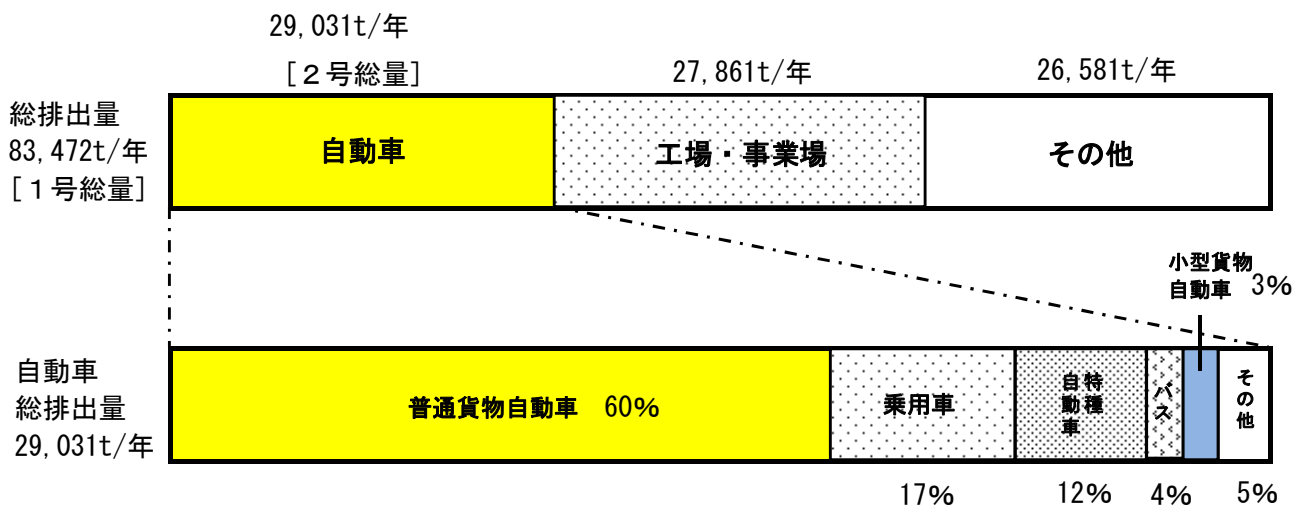 29,031t/年
[２号総量]
27,861t/年
26,581t/年
総排出量
83,472t/年
[１号総量]
自動車
工場・事業場
その他
小型貨物
自動車 3%
自動車
総排出量
29,031t/年
普通貨物自動車 60%
乗用車
特種
自動車
バス
その他
17%
12%
4%
5%